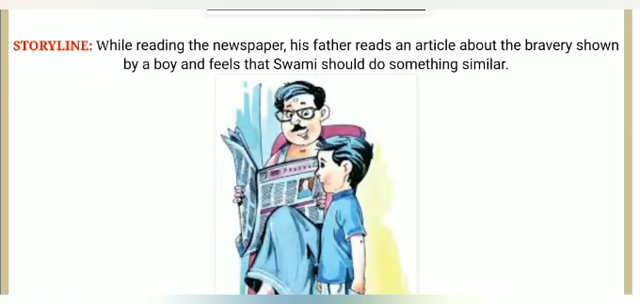 STORYLINE: While reading the newspaper, his father reads an article about the bravery shown
by a boy and feels that Swami should do something similar.